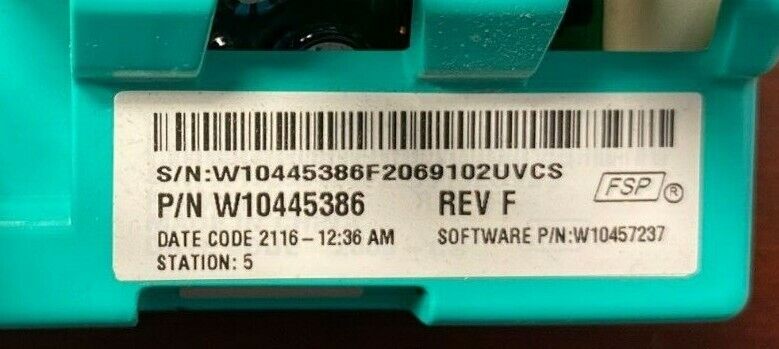 S/N:W10445386F2069102UVCS
FSP®
P/N W10445386 REV F
DATE CODE 2116 – 12:36 AM SOFTWARE P/N:W10457237
STATION: 5